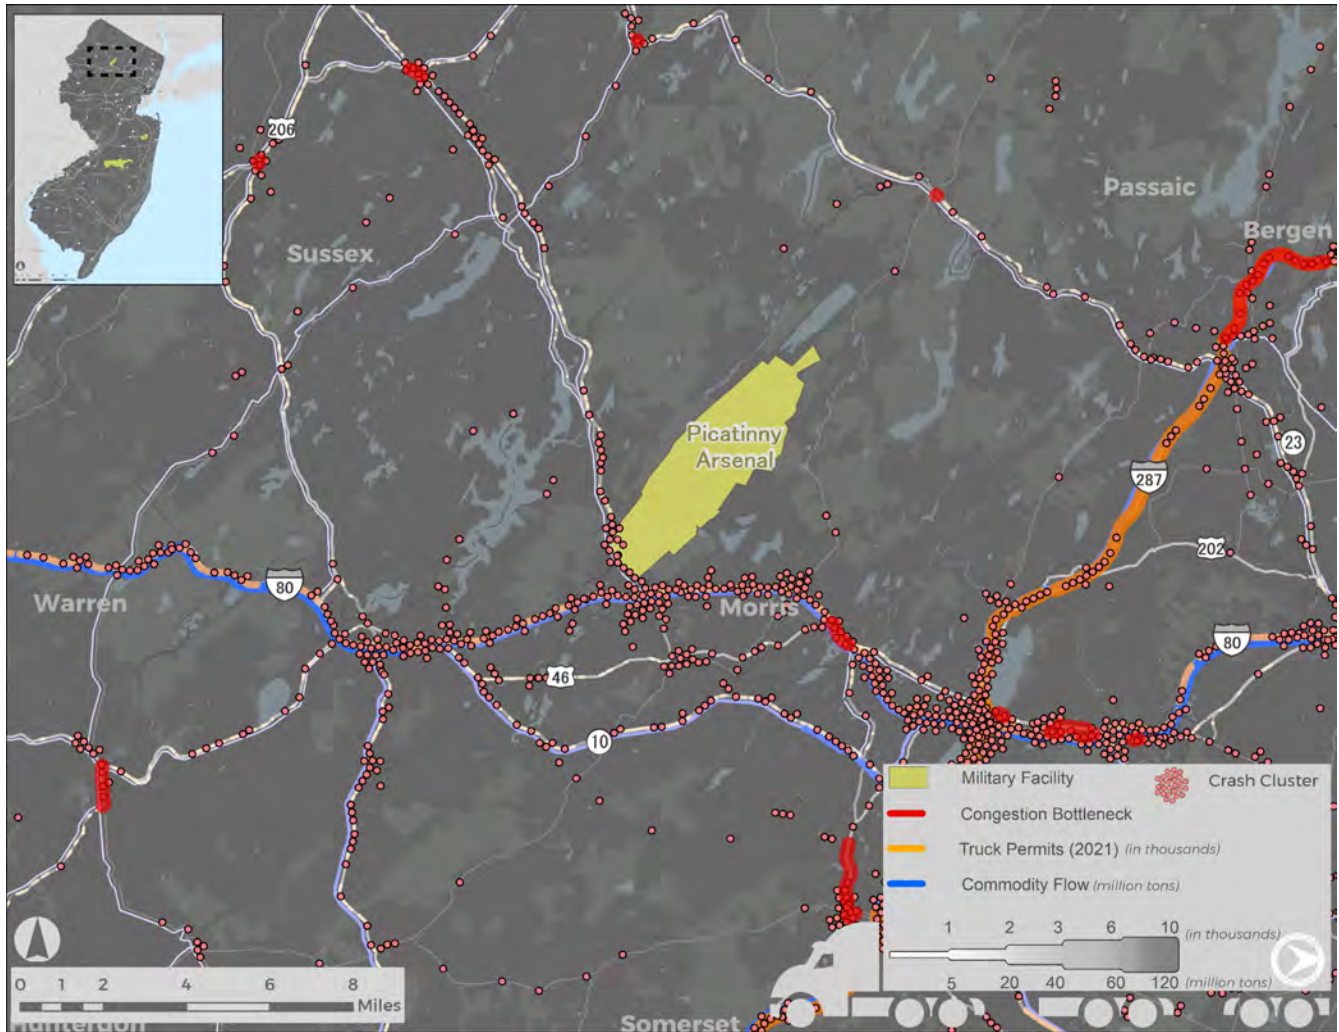 206
Passaic
Bergen
Sussex
Picatinny
Arsenal
23
287
202
80
Warren
Morris
80
46
10
Military Facility
Crash Cluster
Congestion Bottleneck
Truck Permits (2021) (in thousands)
Commodity Flow (million tons)
1 2 3 6 10 (in thousands)
5 20 40 60 120 (million tons)
0 1 2 4 6 8
Miles
Hunterdon
Somerset